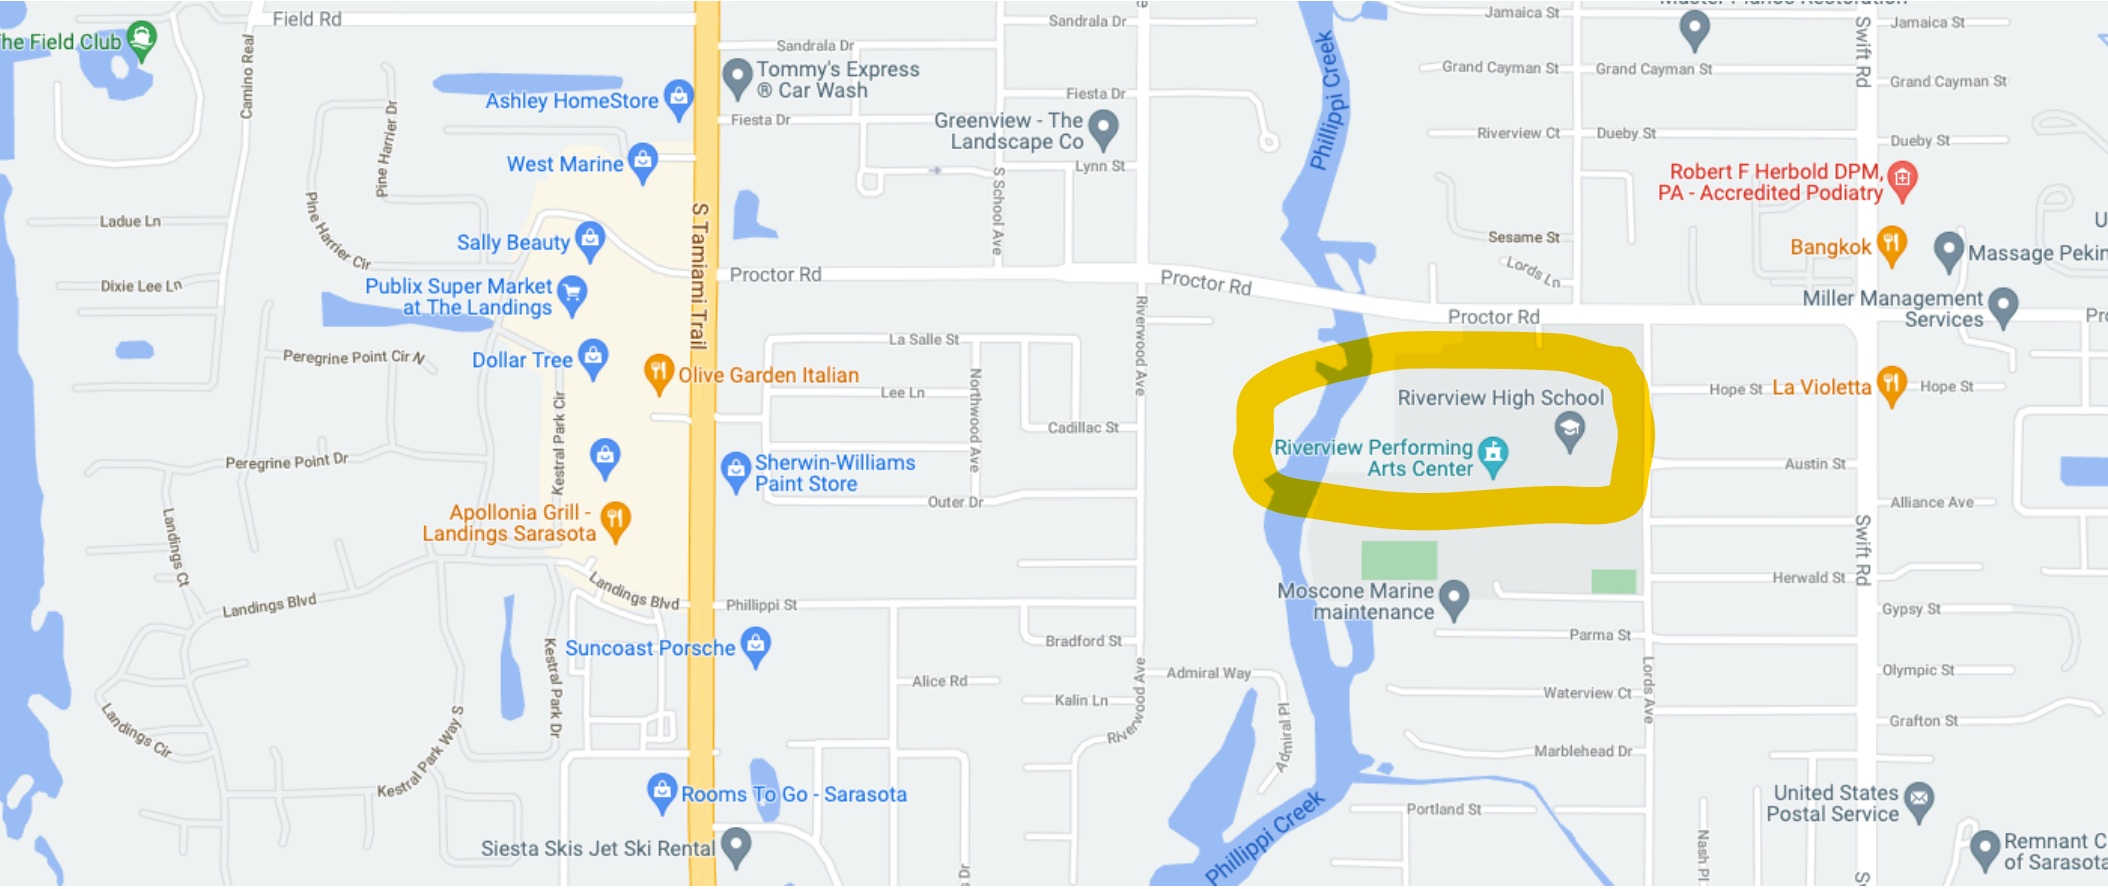 Field Rd
The Field Club
Camino Real
Pine Harrier Dr
Pine Harrier Cir
Ladue Ln
Dixie Lee Ln
Ashley HomeStore
West Marine
Sally Beauty
Publix Super Market
at The Landings
Dollar Tree
Peregrine Point Cir N
Peregrine Point Dr
Kestral Park Cir
Olive Garden Italian
Apollonia Grill -
Landings Sarasota
Landings Ct
Landings Blvd
Landings Blvd
Landings Cir
Kestral Park Way S
Kestral Park Dr
Suncoast Porsche
Rooms To Go - Sarasota
Siesta Skis Jet Ski Rental
S Tamiami Trail
Sandrala Dr
Sandrala Dr
Tommy's Express
® Car Wash
Fiesta Dr
Fiesta Dr
Greenview - The
Landscape Co
Lynn St
S School Ave
Proctor Rd
Proctor Rd
Proctor Rd
La Salle St
Lee Ln
Northwood Ave
Cadillac St
Riverwood Ave
Sherwin-Williams
Paint Store
Outer Dr
Phillippi St
Bradford St
Alice Rd
Kalin Ln
Riverwood Ave
Admiral Way
Admiral Pl
Phillippi Creek
Phillippi Creek
Jamaica St
Jamaica St
Master Pianos Restoration
Grand Cayman St
Grand Cayman St
Grand Cayman St
Riverview Ct
Dueby St
Dueby St
Swift Rd
Robert F Herbold DPM,
PA - Accredited Podiatry
Sesame St
Lords Ln
Bangkok
Massage Pekin
Miller Management
Services
Riverview High School
Riverview Performing
Arts Center
Hope St
La Violetta
Hope St
Austin St
Alliance Ave
Swift Rd
Moscone Marine
maintenance
Herwald St
Gypsy St
Parma St
Olympic St
Lords Ave
Waterview Ct
Grafton St
Marblehead Dr
Portland St
Nash Pl
United States
Postal Service
Remnant C
of Sarasota